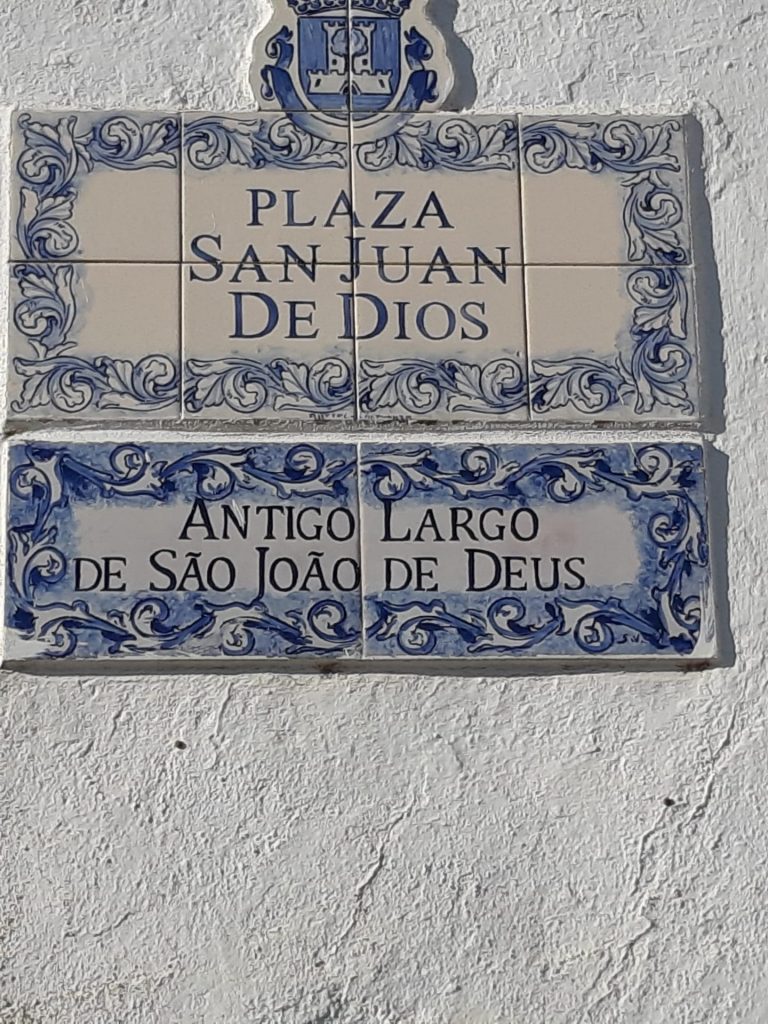 PLAZA
SAN JUAN
DE DIOS
ANTIGO LARGO
DE SÃO JOÃO DE DEUS